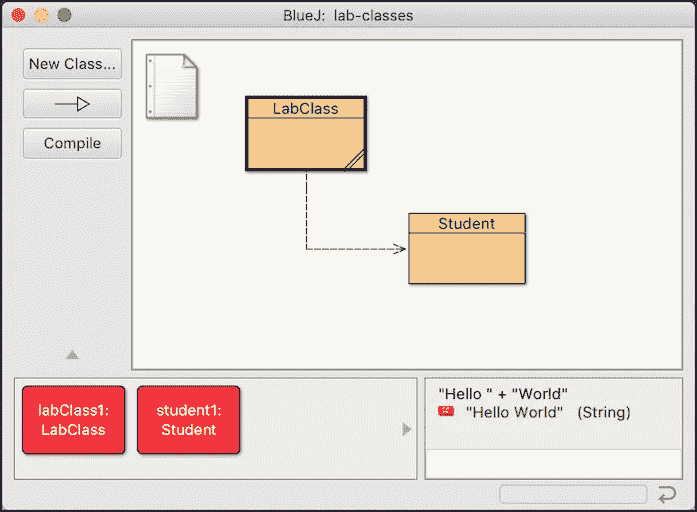 BlueJ: lab-classes
New Class...
Compile
LabClass
Student
labClass1:
LabClass
student1:
Student
"Hello " + "World"
"Hello World" (String)